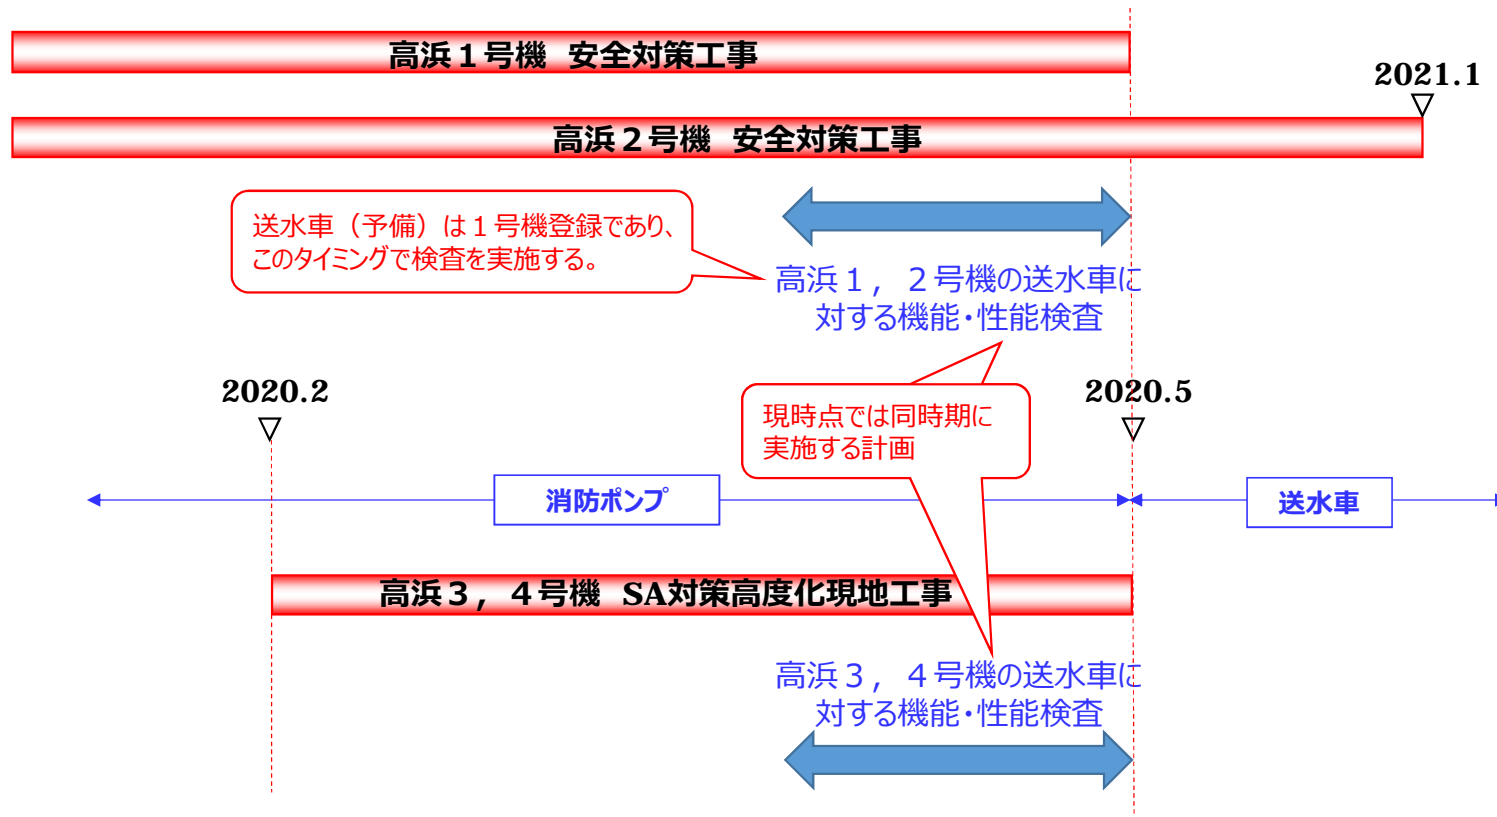 高浜１号機 安全対策工事
2021.1
高浜２号機 安全対策工事
送水車（予備）は１号機登録であり、
このタイミングで検査を実施する。
高浜１，２号機の送水車に
対する機能・性能検査
2020.2
2020.5
現時点では同時期に
実施する計画
消防ポンプ
送水車
高浜３，４号機 SA対策高度化現地工事
高浜３，４号機の送水車に
対する機能・性能検査